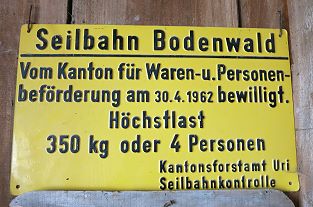 Seilbahn Bodenwald
Vom Kanton für Waren-u. Personen-
beförderung am 30.4.1962 bewilligt.
Höchstlast
350 kg oder 4 Personen
Kantonsforstamt Uri
Seilbahnkontrolle